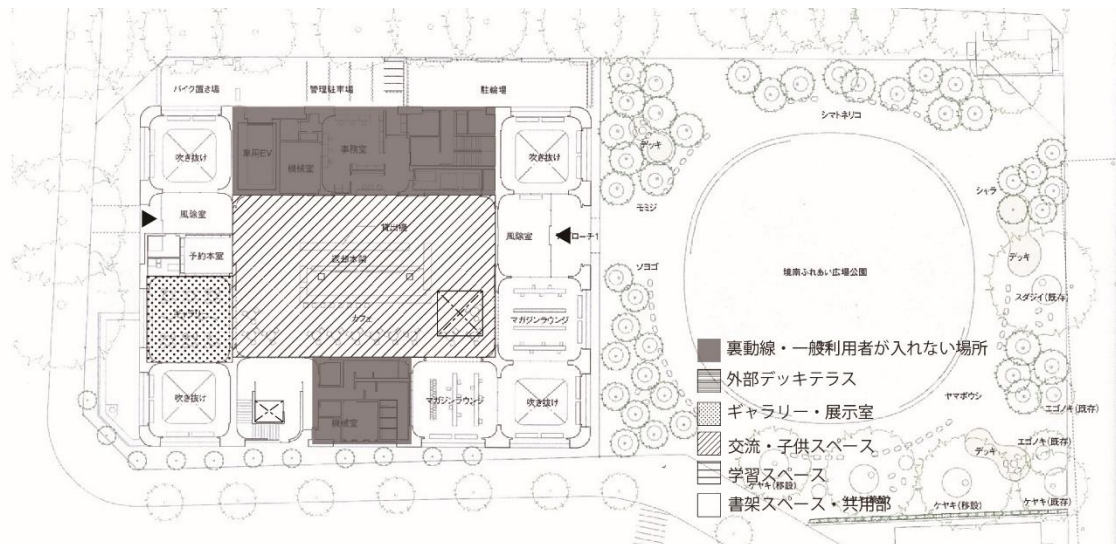 バイク置き場
管理駐車場
駐輪場
シマトネリコ
吹き抜け
車用EV
機械室
事務室
吹き抜け
デッキ
モミジ
シャラ
風除室
貸出機
風除室
ローチ1
予約本室
返却本架
ソヨゴ
境南ふれあい広場公園
デッキ
スダジイ(既存)
カフェ
マガジンラウンジ
裏動線・一般利用者が入れない場所
外部デッキテラス
ギャラリー・展示室
交流・子供スペース
学習スペース
書架スペース・共用部
吹き抜け
機械室
マガジンラウンジ
吹き抜け
ヤマボウシ
エゴノキ(既存)
エゴノキ(既存)
デッキ
ケヤキ(移設)
ケヤキ(移設)
ケヤキ(既存)